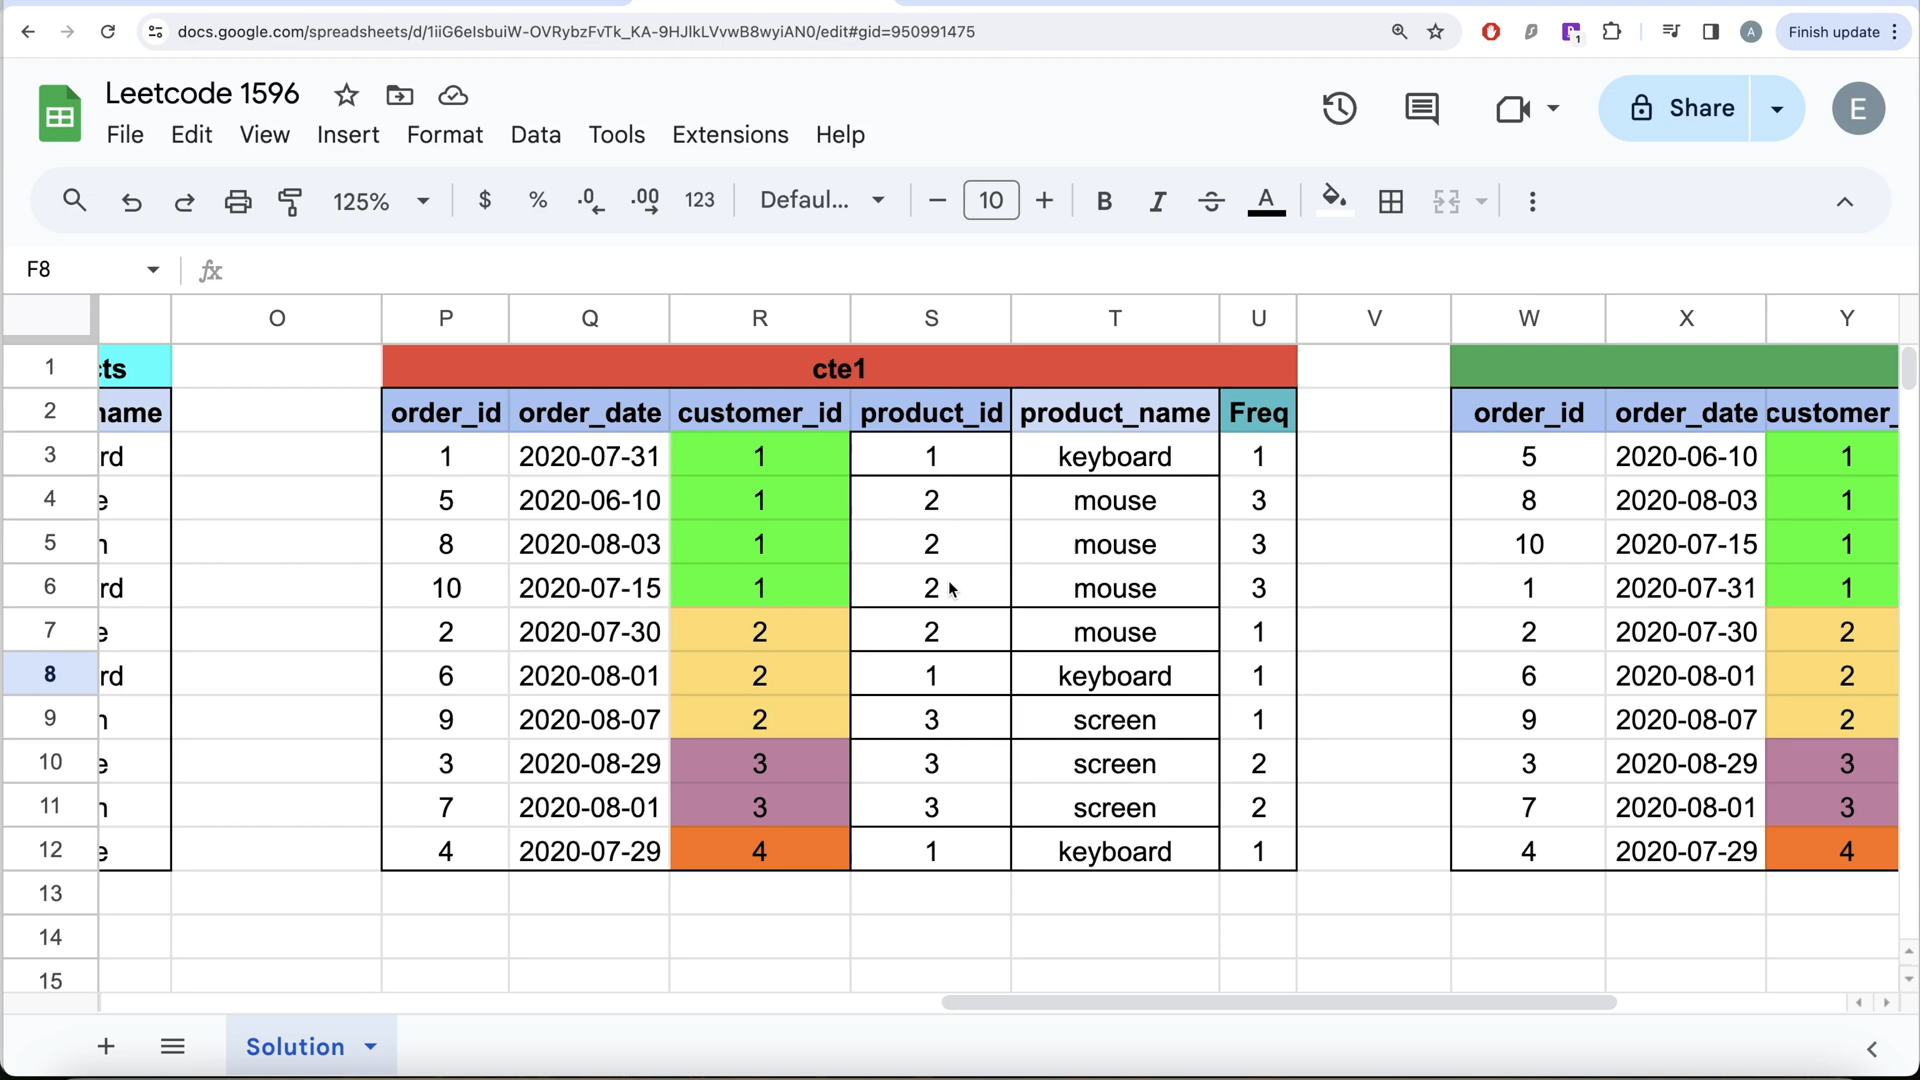 docs.google.com/spreadsheets/d/1iiG6eIsbuiW-OVRybzFvTk_KA-9HJIkLVvwB8wyiAN0/edit#gid=950991475
1
A
Finish update
Leetcode 1596
File Edit View Insert Format Data Tools Extensions Help
Share
E
125% $ % .0 .00 123 Defaul... − 10 + B I S A
F8 fx
O P Q R S T U V W X Y
1 cts cte1
2 name order_id order_date customer_id product_id product_name Freq order_id order_date customer_
3 rd 1 2020-07-31 1 1 keyboard 1 5 2020-06-10 1
4 e 5 2020-06-10 1 2 mouse 3 8 2020-08-03 1
5 n 8 2020-08-03 1 2 mouse 3 10 2020-07-15 1
6 rd 10 2020-07-15 1 2 mouse 3 1 2020-07-31 1
7 e 2 2020-07-30 2 2 mouse 1 2 2020-07-30 2
8 rd 6 2020-08-01 2 1 keyboard 1 6 2020-08-01 2
9 n 9 2020-08-07 2 3 screen 1 9 2020-08-07 2
10 e 3 2020-08-29 3 3 screen 2 3 2020-08-29 3
11 n 7 2020-08-01 3 3 screen 2 7 2020-08-01 3
12 e 4 2020-07-29 4 1 keyboard 1 4 2020-07-29 4
13
14
15
+ Solution